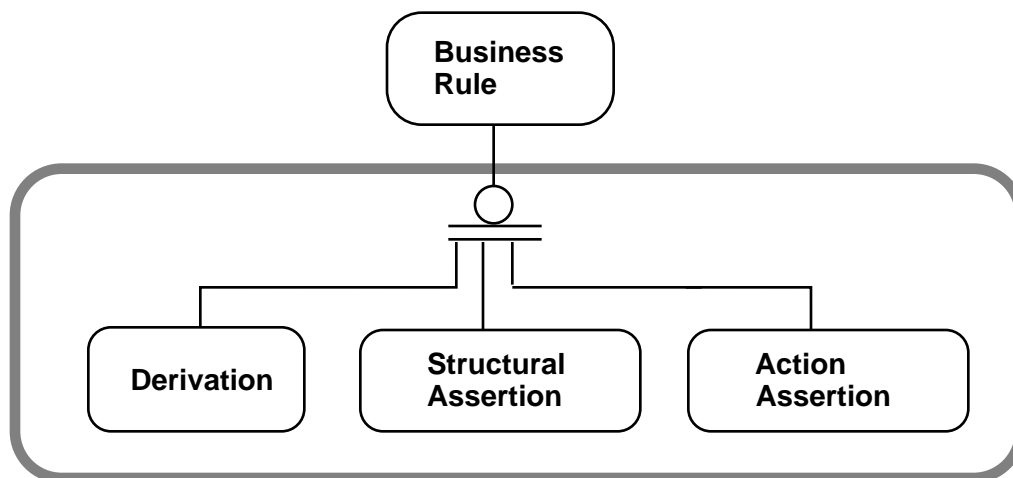 Business
Rule
Derivation
Structural
Assertion
Action
Assertion